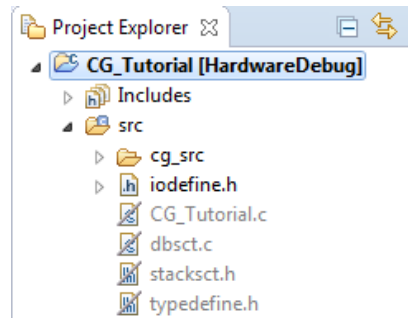 Project Explorer
CG_Tutorial [HardwareDebug]
Includes
src
cg_src
iodefine.h
CG_Tutorial.c
dbsct.c
stacksct.h
typedefine.h